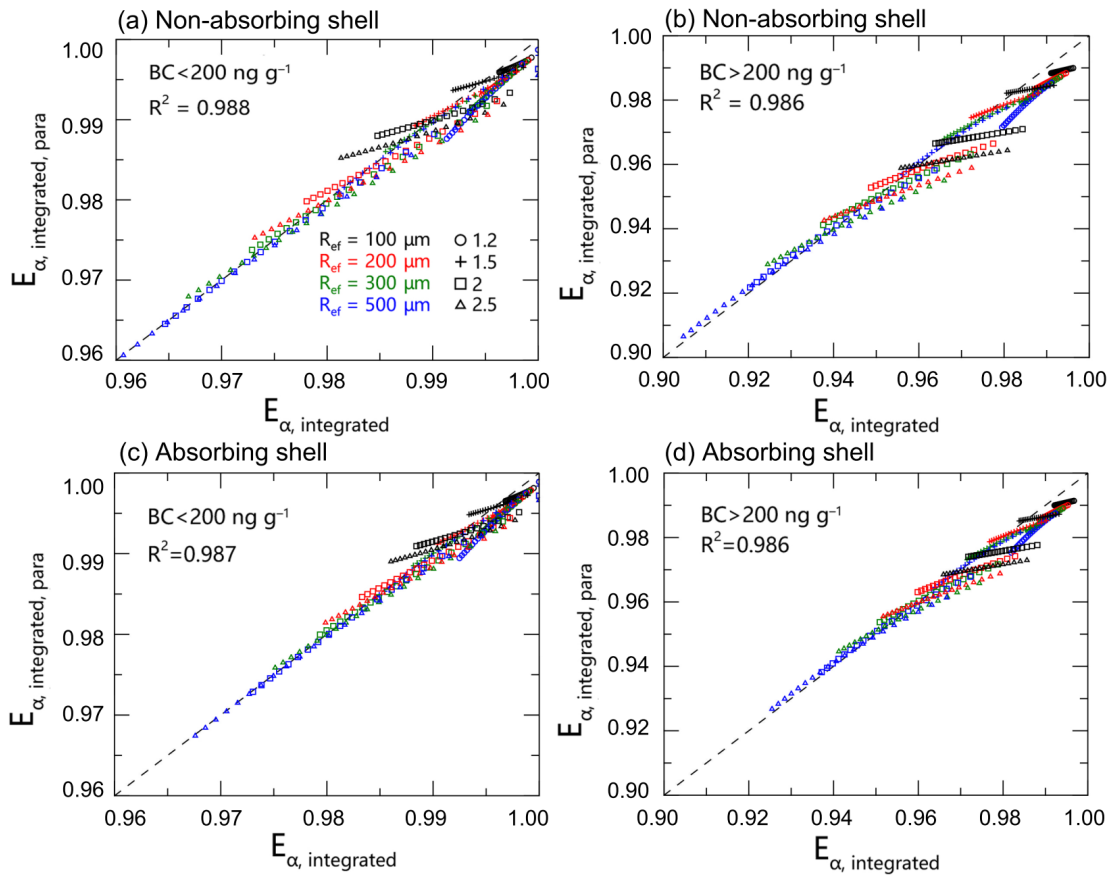 (a) Non-absorbing shell
BC<200 ng g⁻¹
R² = 0.988
R_ef = 100 μm
R_ef = 200 μm
R_ef = 300 μm
R_ef = 500 μm
1.2
1.5
2
2.5
1.00
0.99
0.98
0.97
0.96
0.96 0.97 0.98 0.99 1.00
E_α, integrated, para
E_α, integrated
(b) Non-absorbing shell
BC>200 ng g⁻¹
R² = 0.986
1.00
0.98
0.96
0.94
0.92
0.90
0.90 0.92 0.94 0.96 0.98 1.00
E_α, integrated, para
E_α, integrated
(c) Absorbing shell
BC<200 ng g⁻¹
R²=0.987
1.00
0.99
0.98
0.97
0.96
0.96 0.97 0.98 0.99 1.00
E_α, integrated, para
E_α, integrated
(d) Absorbing shell
BC>200 ng g⁻¹
R²=0.986
1.00
0.98
0.96
0.94
0.92
0.90
0.90 0.92 0.94 0.96 0.98 1.00
E_α, integrated, para
E_α, integrated